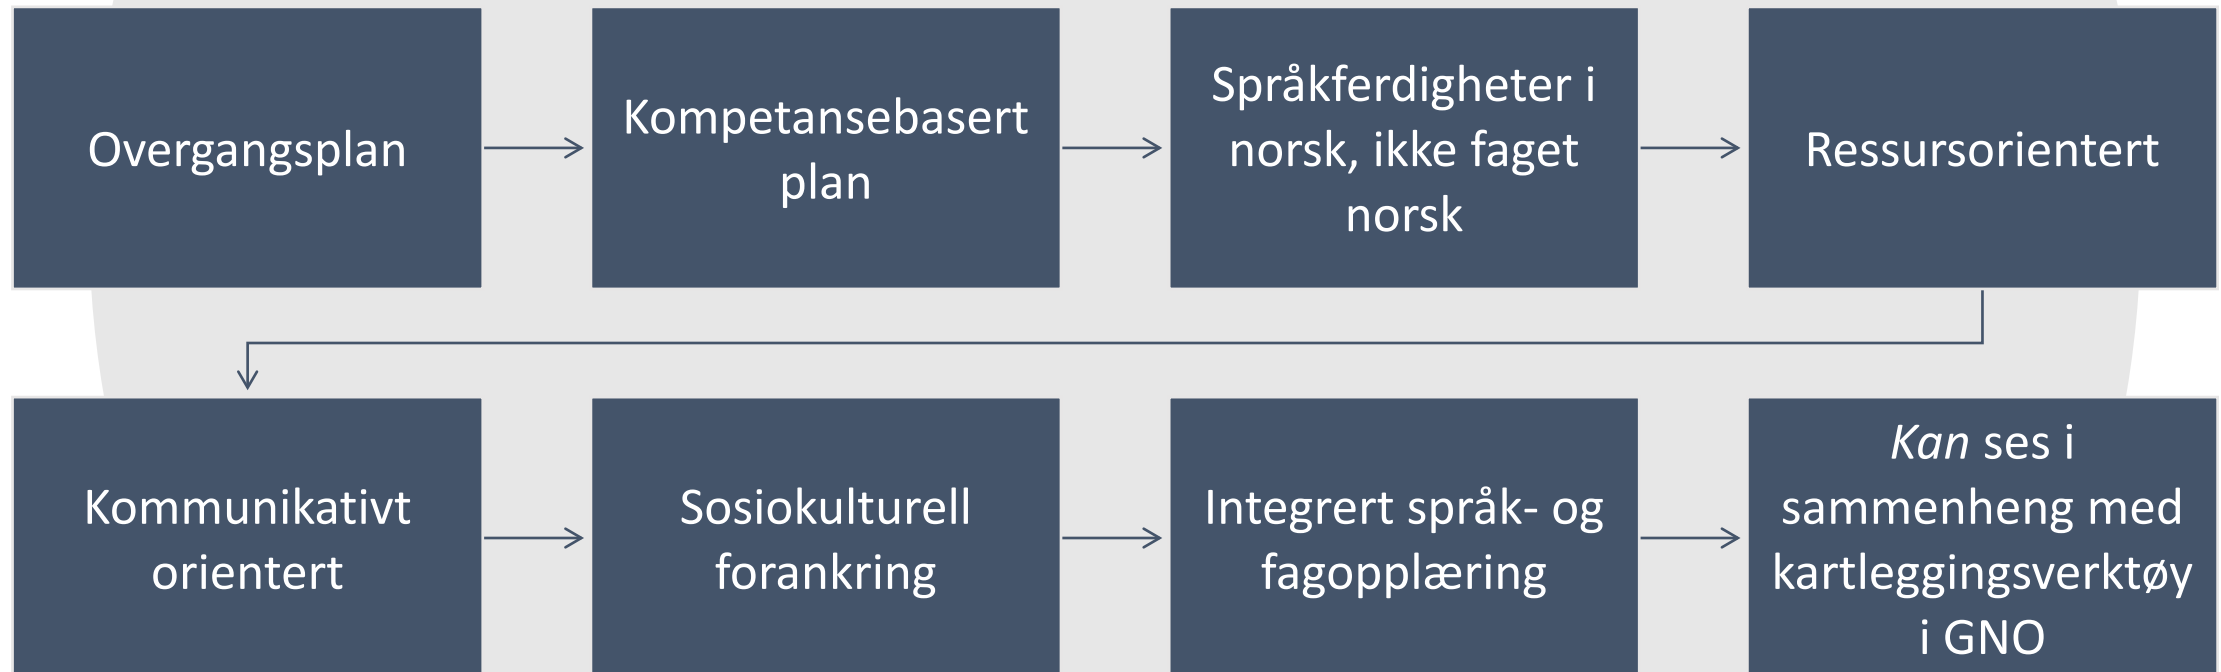 Overgangsplan
Kompetansebasert
plan
Språkferdigheter i
norsk, ikke faget
norsk
Ressursorientert
Kommunikativt
orientert
Sosiokulturell
forankring
Integrert språk- og
fagopplæring
Kan ses i
sammenheng med
kartleggingsverktøy
i GNO